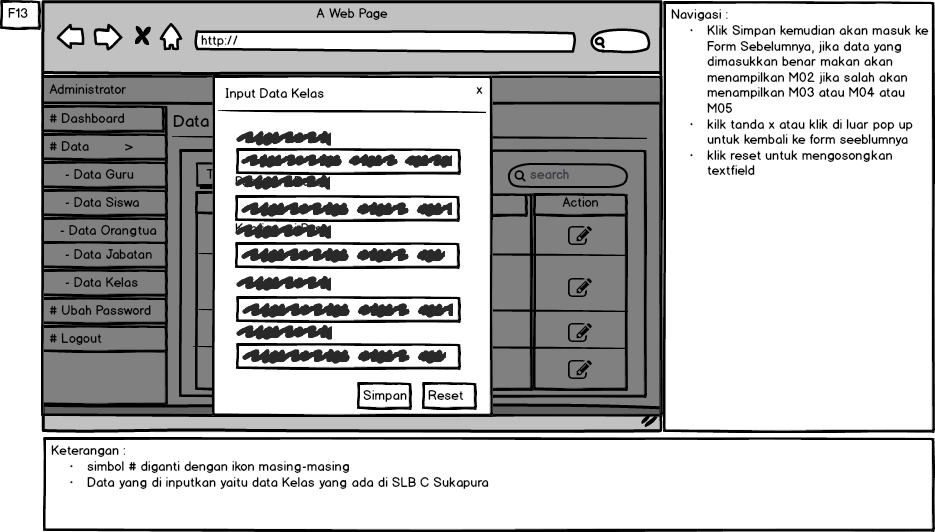 F13
A Web Page
http://
Administrator
# Dashboard
# Data >
- Data Guru
- Data Siswa
- Data Orangtua
- Data Jabatan
- Data Kelas
# Ubah Password
# Logout
Data
T
search
Action
Input Data Kelas x
Simpan Reset
Navigasi :
· Klik Simpan kemudian akan masuk ke
Form Sebelumnya, jika data yang
dimasukkan benar makan akan
menampilkan M02 jika salah akan
menampilkan M03 atau M04 atau
M05
· kilk tanda x atau klik di luar pop up
untuk kembali ke form seeblumnya
· klik reset untuk mengosongkan
textfield
Keterangan :
· simbol # diganti dengan ikon masing-masing
· Data yang di inputkan yaitu data Kelas yang ada di SLB C Sukapura